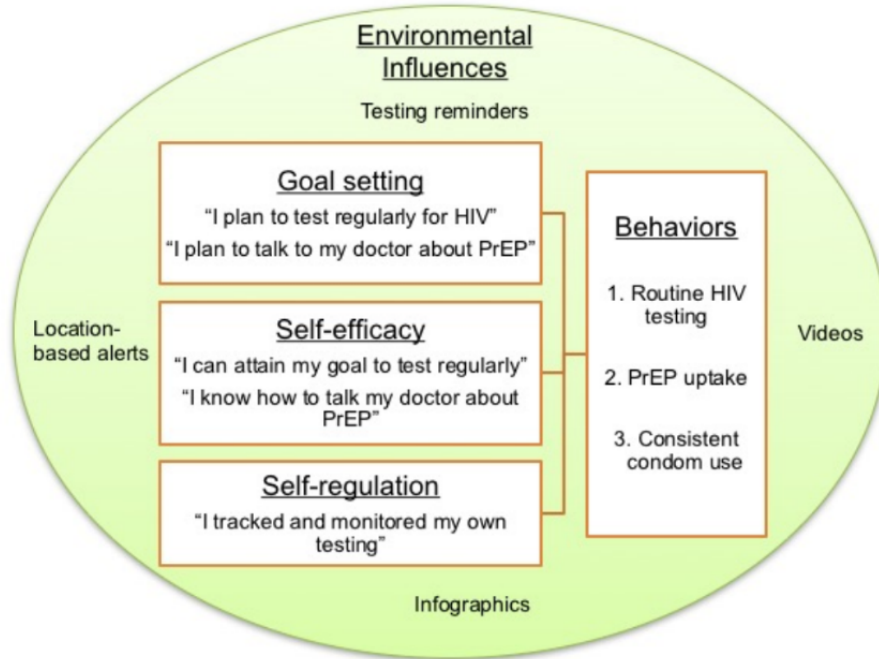 Environmental
Influences
Testing reminders
Goal setting
“I plan to test regularly for HIV”
“I plan to talk to my doctor about PrEP”
Self-efficacy
“I can attain my goal to test regularly”
“I know how to talk my doctor about
PrEP”
Self-regulation
“I tracked and monitored my own
testing”
Behaviors
1. Routine HIV
testing
2. PrEP uptake
3. Consistent
condom use
Location-
based alerts
Videos
Infographics